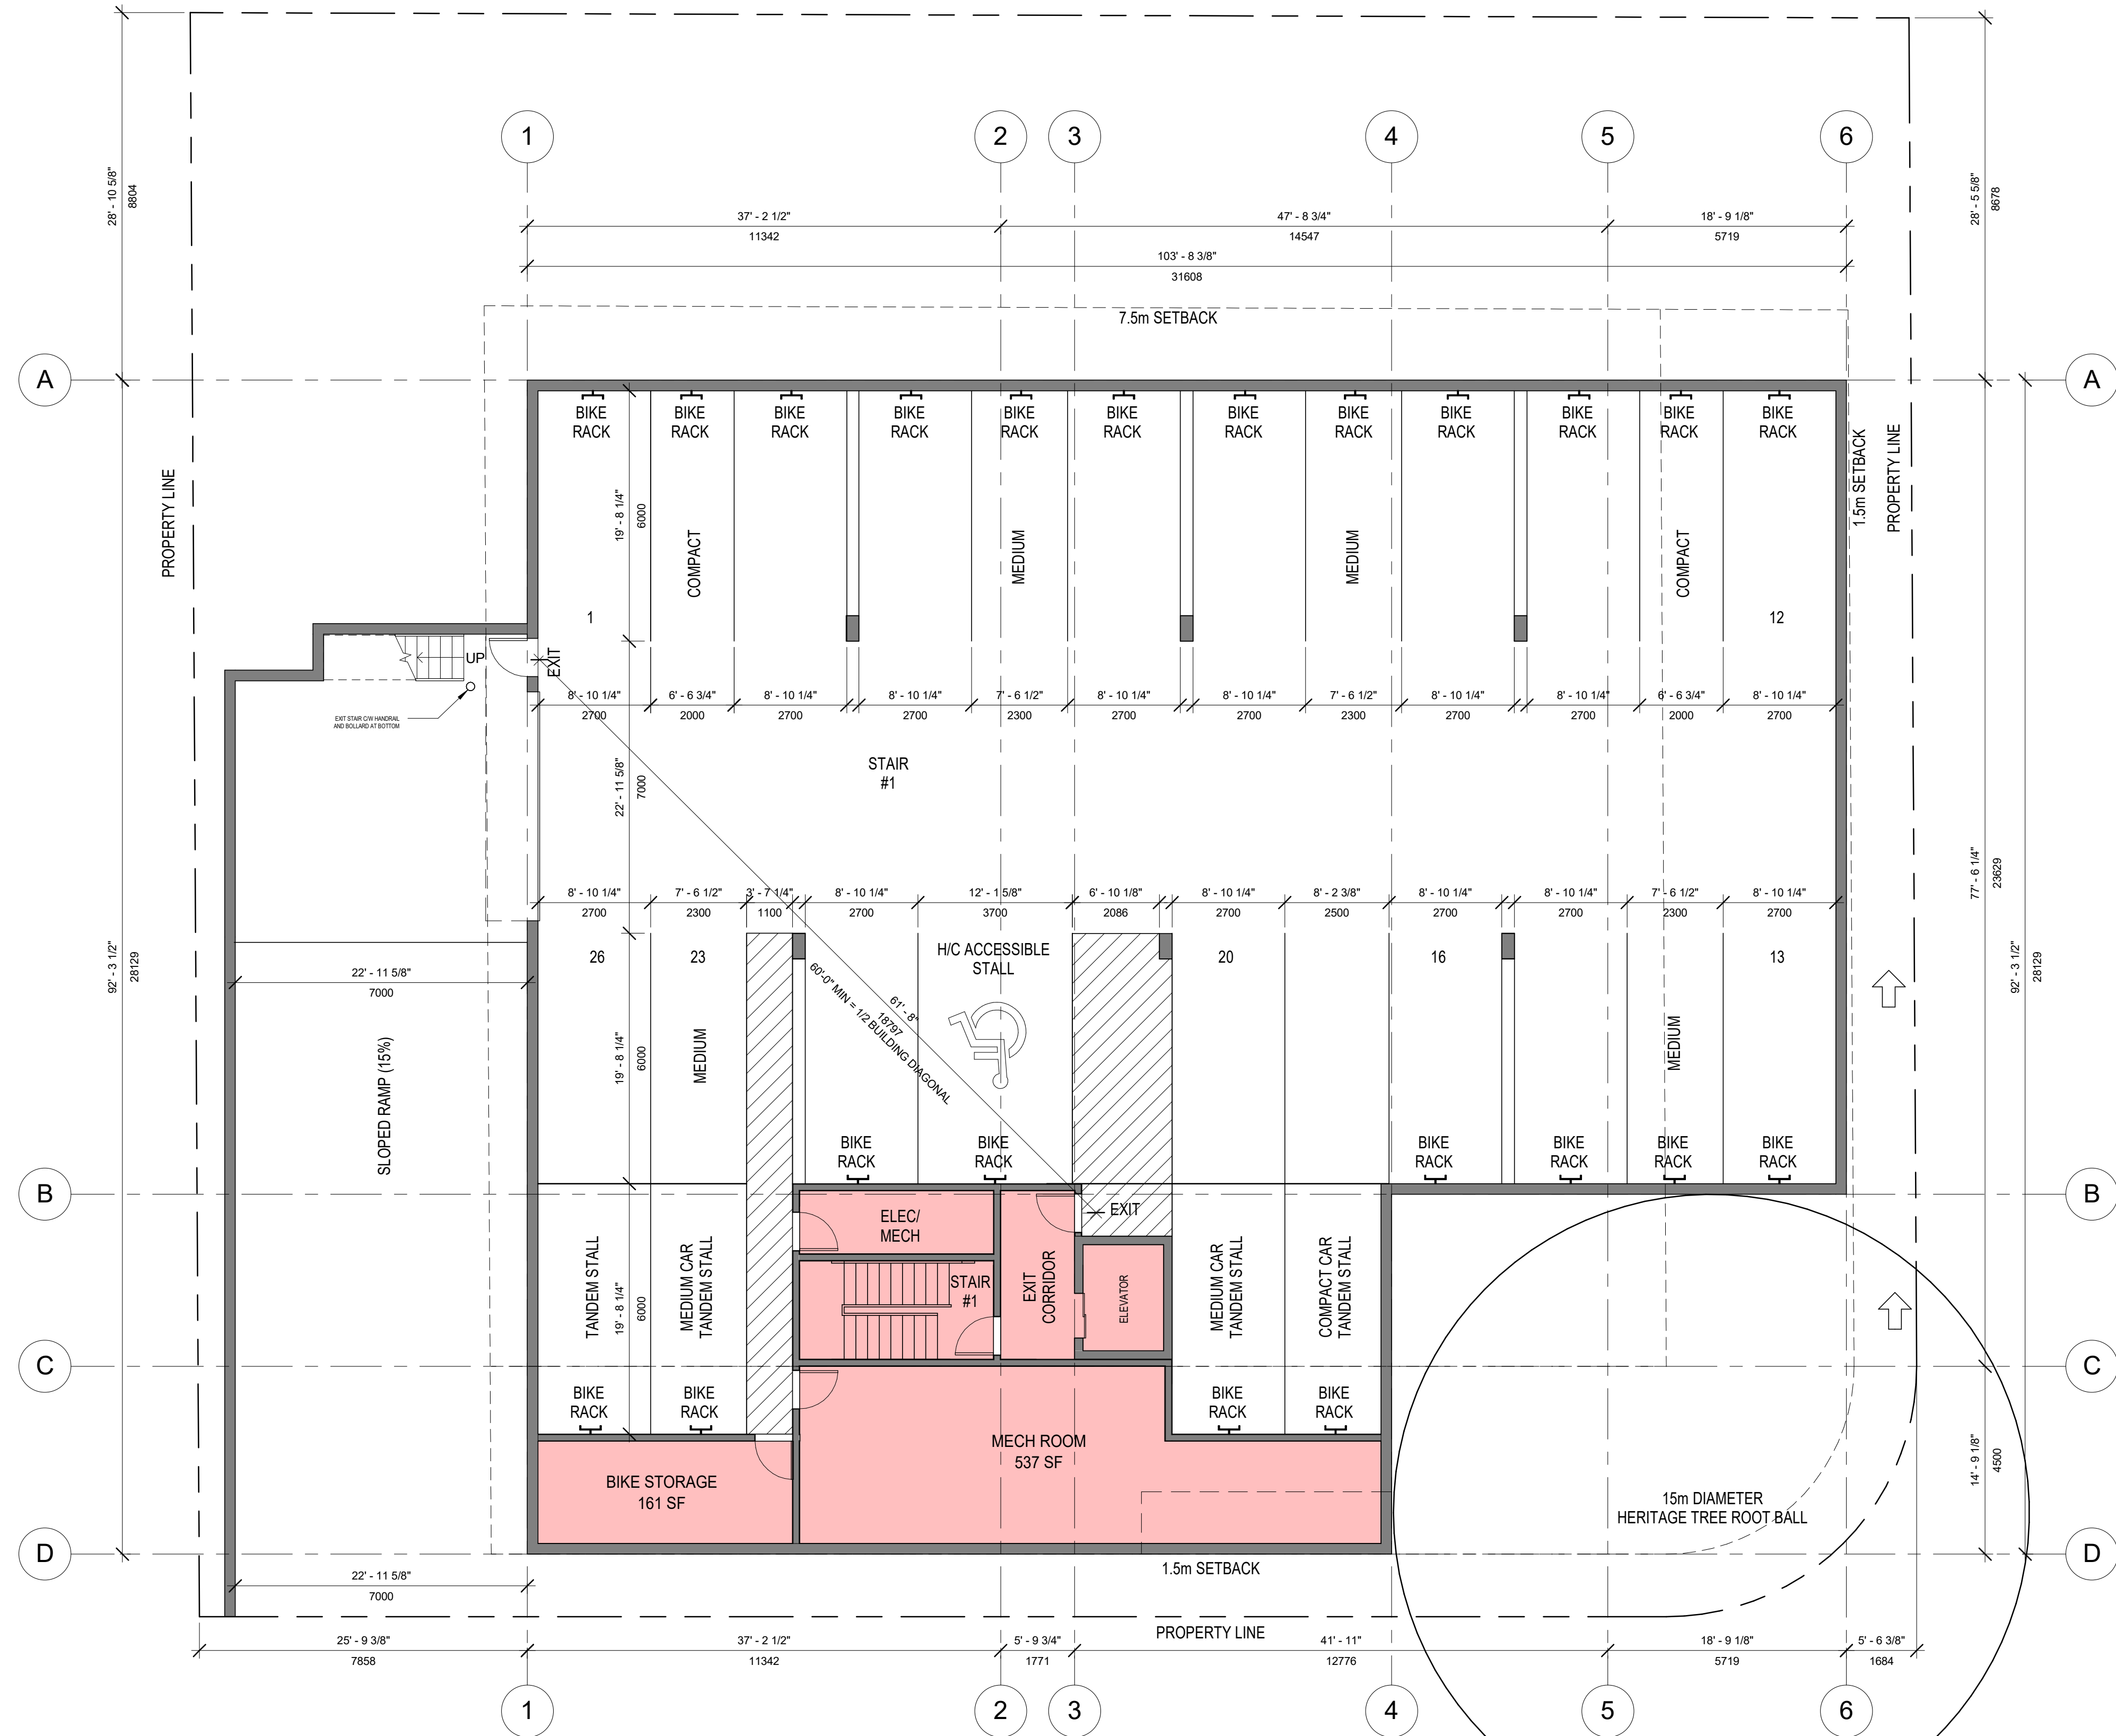 1
2
3
4
5
6
28' - 10 5/8"
8804
28' - 5 5/8"
8678
37' - 2 1/2"
11342
47' - 8 3/4"
14547
18' - 9 1/8"
5719
103' - 8 3/8"
31608
7.5m SETBACK
A
A
BIKE
RACK
BIKE
RACK
BIKE
RACK
BIKE
RACK
BIKE
RACK
BIKE
RACK
BIKE
RACK
BIKE
RACK
BIKE
RACK
BIKE
RACK
BIKE
RACK
BIKE
RACK
PROPERTY LINE
1.5m SETBACK
PROPERTY LINE
19' - 8 1/4"
6000
COMPACT
MEDIUM
MEDIUM
COMPACT
1
12
UP
EXIT
EXIT STAIR C/W HANDRAIL
AND BOLLARD AT BOTTOM
8' - 10 1/4"
2700
6' - 6 3/4"
2000
8' - 10 1/4"
2700
8' - 10 1/4"
2700
7' - 6 1/2"
2300
8' - 10 1/4"
2700
8' - 10 1/4"
2700
7' - 6 1/2"
2300
8' - 10 1/4"
2700
8' - 10 1/4"
2700
6' - 6 3/4"
2000
8' - 10 1/4"
2700
STAIR
#1
22' - 11 5/8"
7000
8' - 10 1/4"
2700
7' - 6 1/2"
2300
3' - 7 1/4"
1100
8' - 10 1/4"
2700
12' - 1 5/8"
3700
6' - 10 1/8"
2086
8' - 10 1/4"
2700
8' - 2 3/8"
2500
8' - 10 1/4"
2700
8' - 10 1/4"
2700
7' - 6 1/2"
2300
8' - 10 1/4"
2700
77' - 6 1/4"
23629
92' - 3 1/2"
28129
92' - 3 1/2"
28129
26
23
H/C ACCESSIBLE
STALL
20
16
13
22' - 11 5/8"
7000
61' - 8"
18797
60'-0" MIN = 1/2 BUILDING DIAGONAL
SLOPED RAMP (15%)
19' - 8 1/4"
6000
MEDIUM
MEDIUM
BIKE
RACK
BIKE
RACK
BIKE
RACK
BIKE
RACK
BIKE
RACK
BIKE
RACK
B
B
ELEC/
MECH
EXIT
TANDEM STALL
19' - 8 1/4"
6000
MEDIUM CAR
TANDEM STALL
STAIR
#1
EXIT
CORRIDOR
ELEVATOR
MEDIUM CAR
TANDEM STALL
COMPACT CAR
TANDEM STALL
C
C
BIKE
RACK
BIKE
RACK
BIKE
RACK
BIKE
RACK
MECH ROOM
537 SF
BIKE STORAGE
161 SF
14' - 9 1/8"
4500
15m DIAMETER
HERITAGE TREE ROOT BALL
D
D
1.5m SETBACK
22' - 11 5/8"
7000
PROPERTY LINE
25' - 9 3/8"
7858
37' - 2 1/2"
11342
5' - 9 3/4"
1771
41' - 11"
12776
18' - 9 1/8"
5719
5' - 6 3/8"
1684
1
2
3
4
5
6